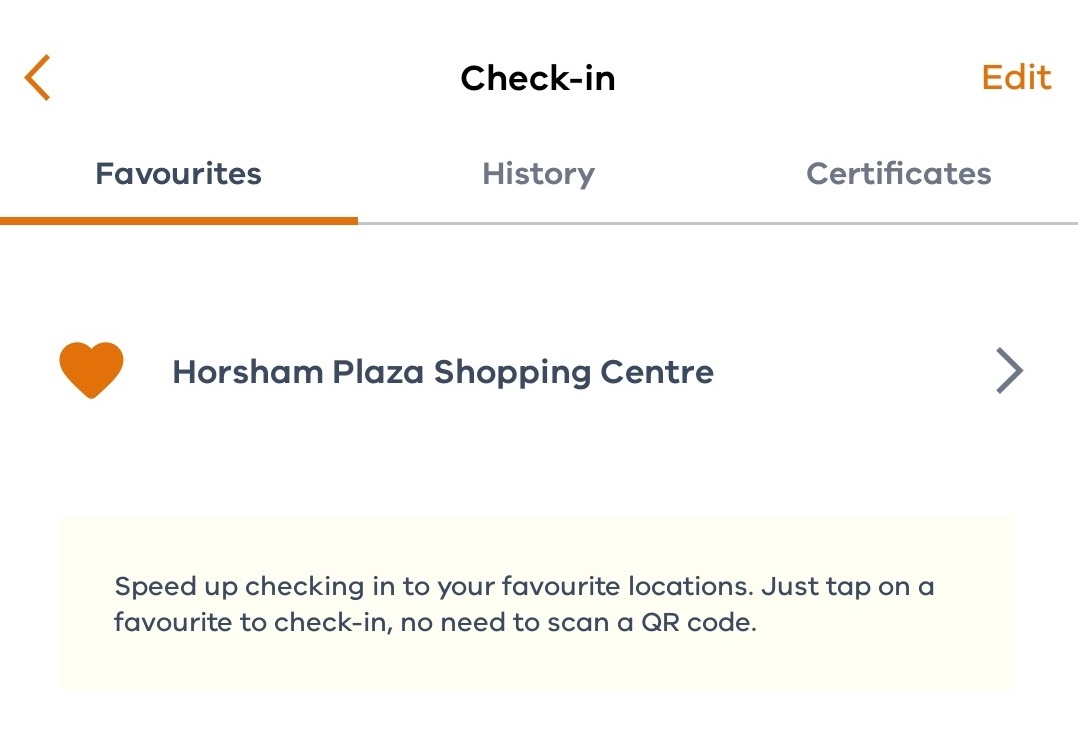 Check-in
Edit
Favourites
History
Certificates
Horsham Plaza Shopping Centre
Speed up checking in to your favourite locations. Just tap on a
favourite to check-in, no need to scan a QR code.